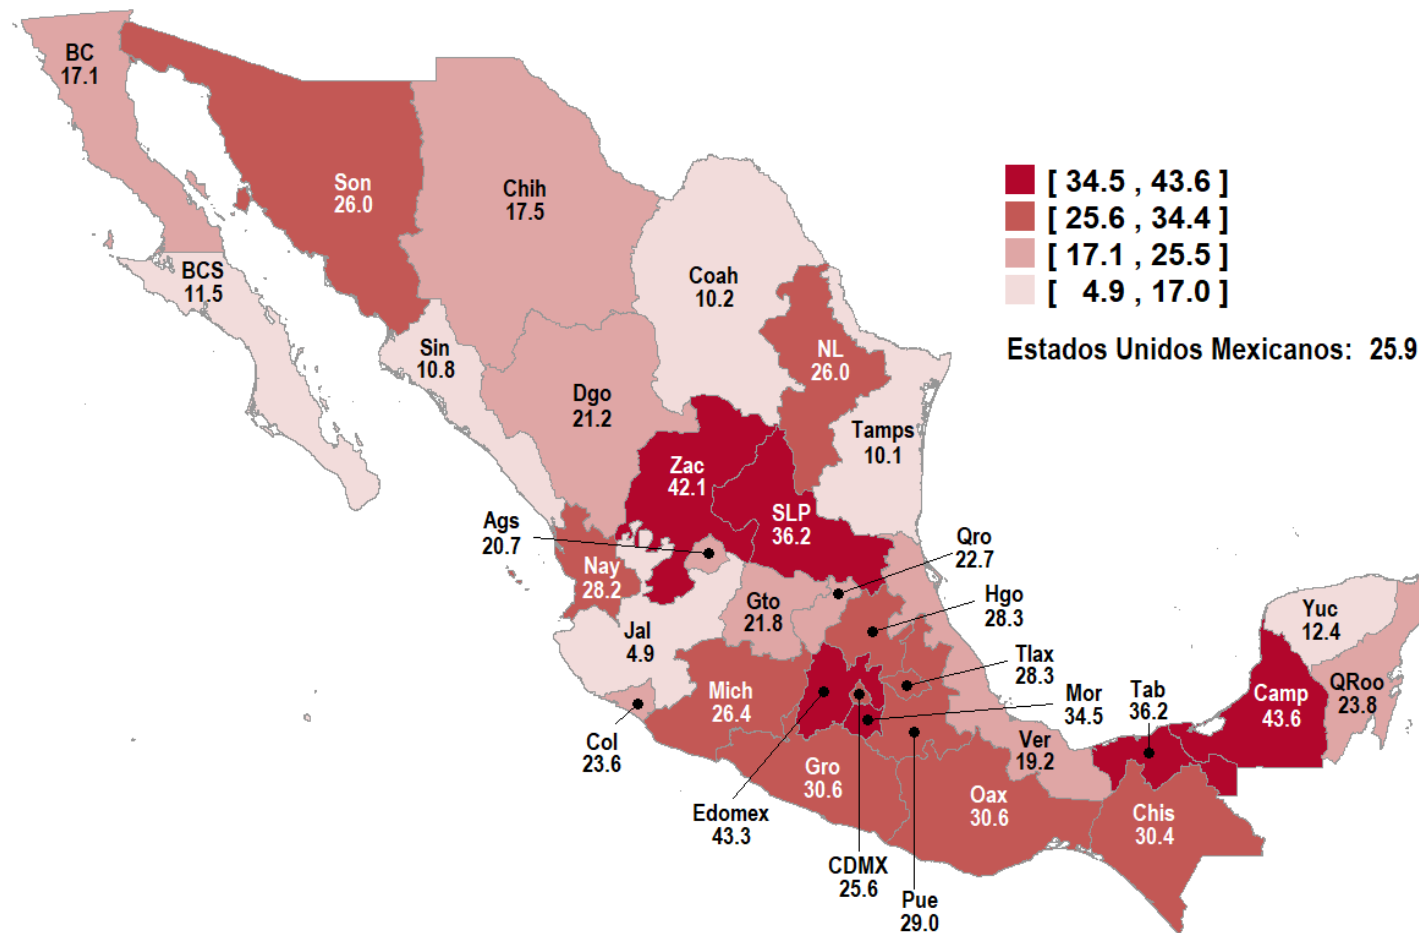 BC
17.1
Son
26.0
Chih
17.5
[ 34.5 , 43.6 ]
[ 25.6 , 34.4 ]
[ 17.1 , 25.5 ]
[ 4.9 , 17.0 ]
Estados Unidos Mexicanos: 25.9
BCS
11.5
Coah
10.2
Sin
10.8
NL
26.0
Dgo
21.2
Tamps
10.1
Zac
42.1
SLP
36.2
Ags
20.7
Qro
22.7
Nay
28.2
Gto
21.8
Hgo
28.3
Yuc
12.4
Jal
4.9
Tlax
28.3
Mich
26.4
Mor
34.5
Tab
36.2
Camp
43.6
QRoo
23.8
Col
23.6
Ver
19.2
Gro
30.6
Oax
30.6
Chis
30.4
Edomex
43.3
CDMX
25.6
Pue
29.0